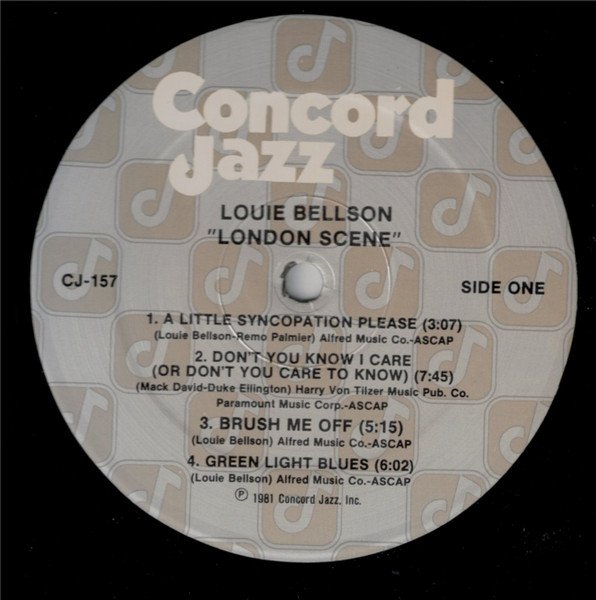 Concord
Jazz
LOUIE BELLSON
"LONDON SCENE"
CJ-157
SIDE ONE
1. A LITTLE SYNCOPATION PLEASE (3:07)
(Louie Bellson-Remo Palmier) Alfred Music Co.-ASCAP
2. DON'T YOU KNOW I CARE
(OR DON'T YOU CARE TO KNOW) (7:45)
(Mack David-Duke Ellington) Harry Von Tilzer Music Pub. Co.
Paramount Music Corp.-ASCAP
3. BRUSH ME OFF (5:15)
(Louie Bellson) Alfred Music Co.-ASCAP
4. GREEN LIGHT BLUES (6:02)
(Louie Bellson) Alfred Music Co.-ASCAP
℗ 1981 Concord Jazz, Inc.